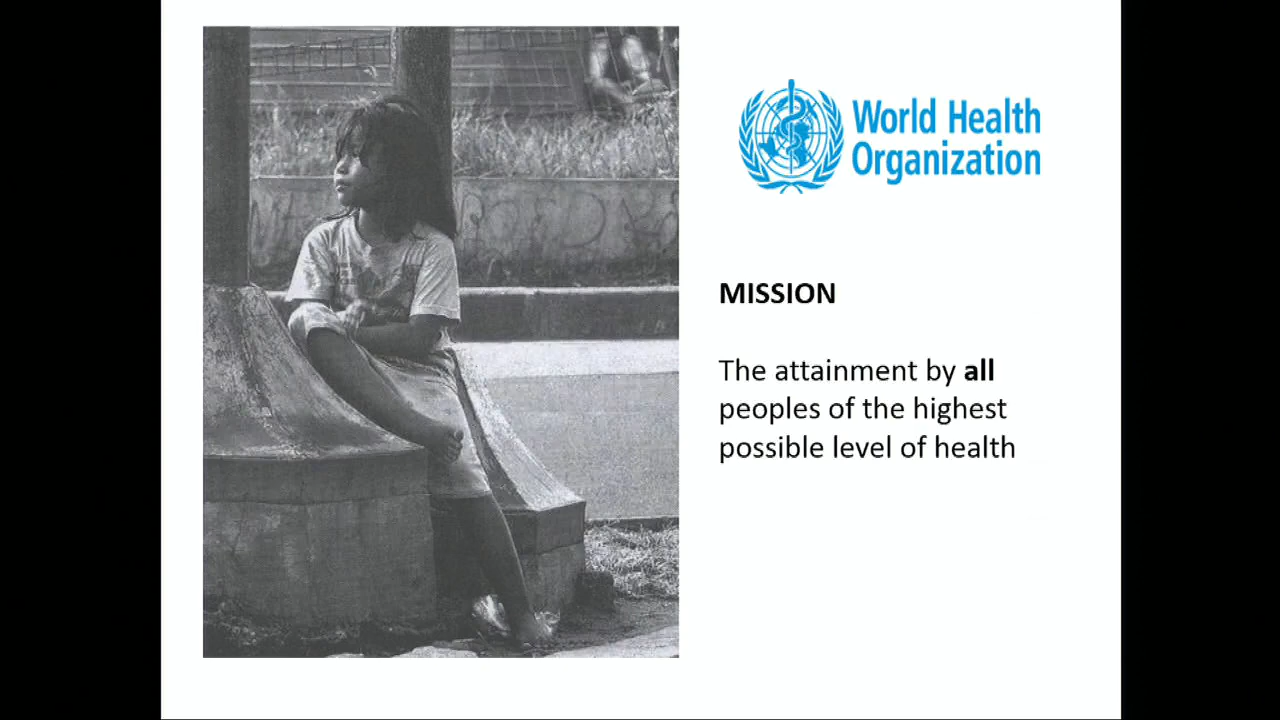 World Health
Organization
MISSION
The attainment by all
peoples of the highest
possible level of health